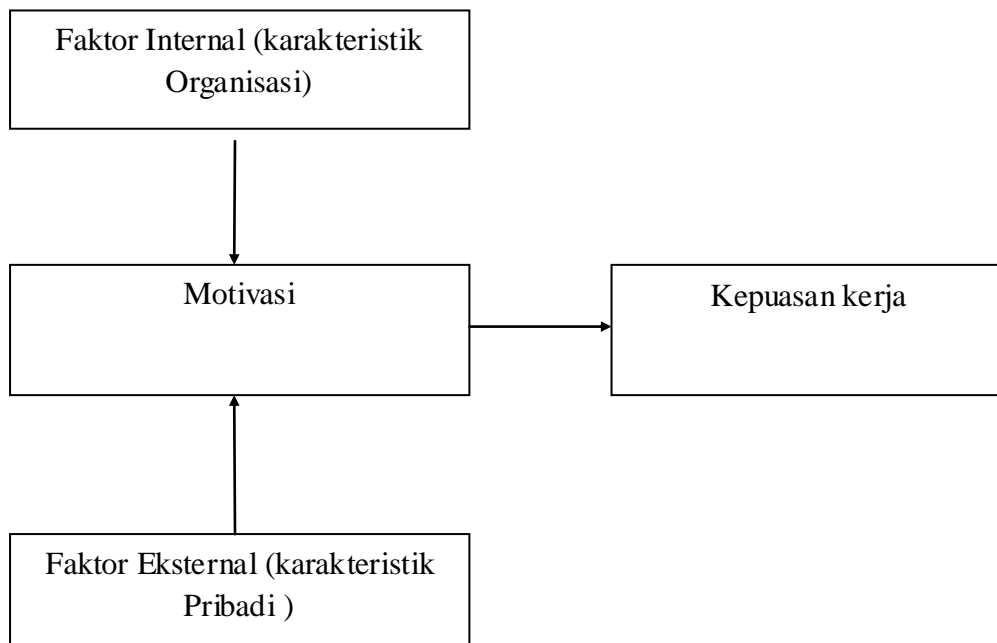 Faktor Internal (karakteristik
Organisasi)
Motivasi
Kepuasan kerja
Faktor Eksternal (karakteristik
Pribadi )